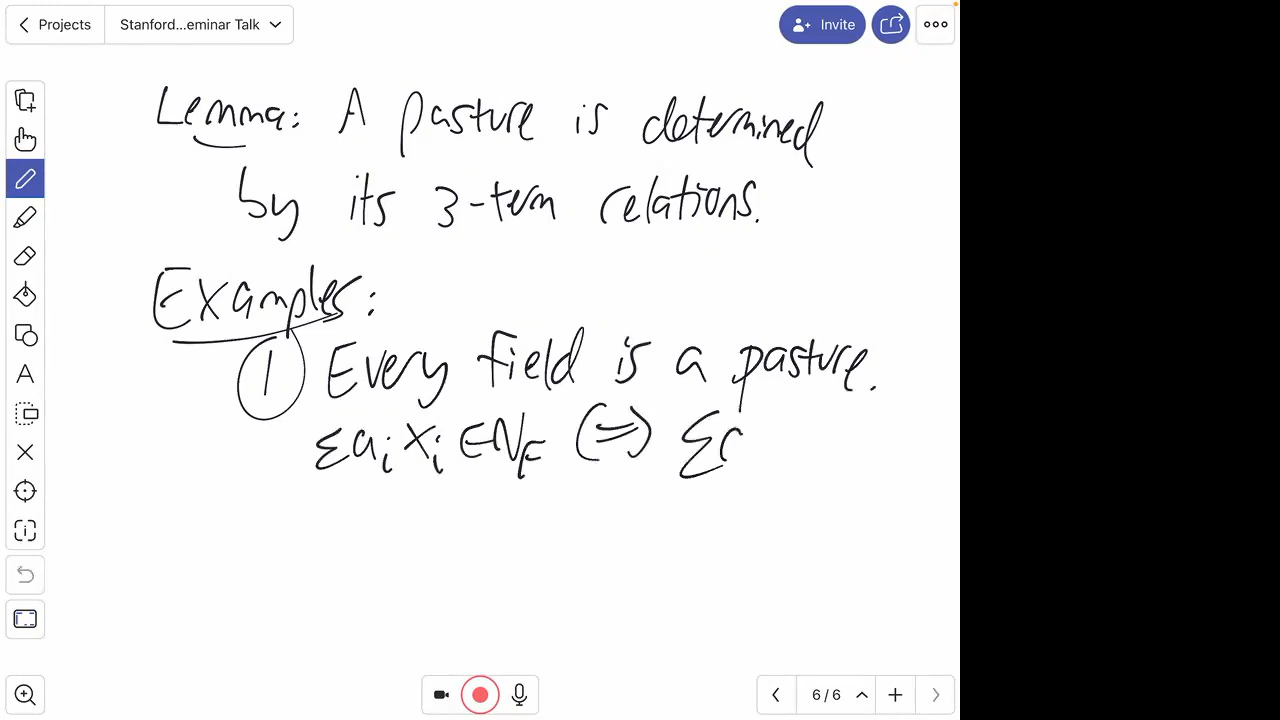 Projects
Stanford...eminar Talk
Invite
Lemma: A pasture is determined
by its 3-term relations.
Examples:
① Every field is a pasture.
Σaᵢxᵢ ∈ N_F (⇒) Σ
A
6 / 6